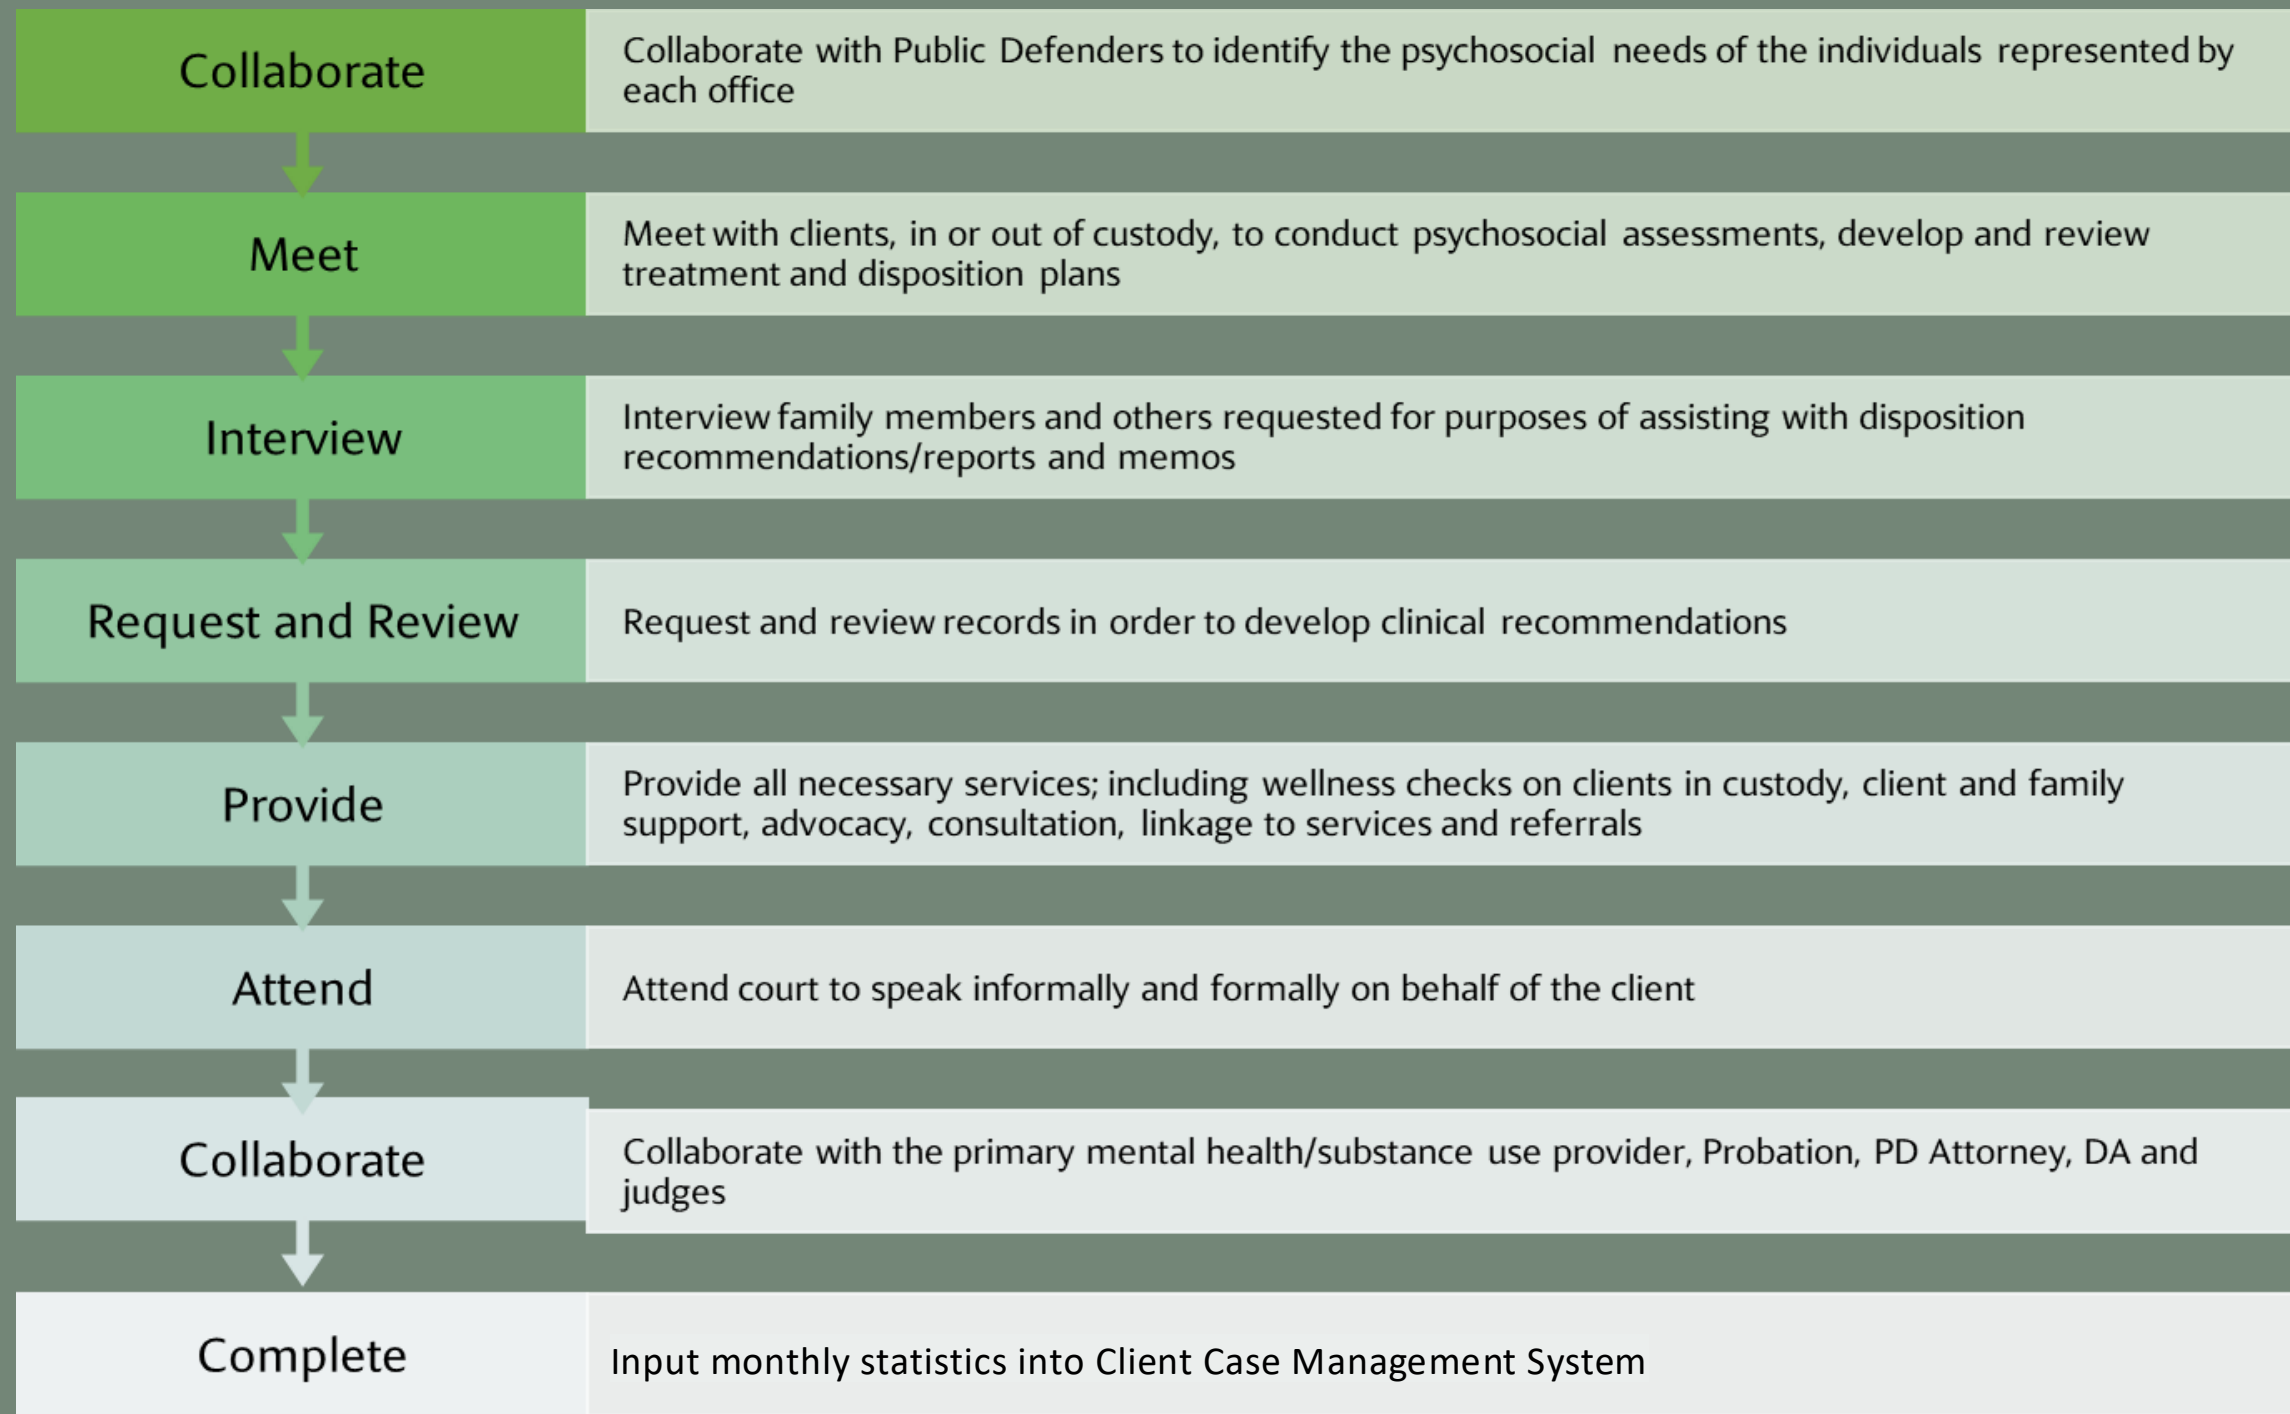 Collaborate
Collaborate with Public Defenders to identify the psychosocial needs of the individuals represented by
each office
Meet
Meet with clients, in or out of custody, to conduct psychosocial assessments, develop and review
treatment and disposition plans
Interview
Interview family members and others requested for purposes of assisting with disposition
recommendations/reports and memos
Request and Review
Request and review records in order to develop clinical recommendations
Provide
Provide all necessary services; including wellness checks on clients in custody, client and family
support, advocacy, consultation, linkage to services and referrals
Attend
Attend court to speak informally and formally on behalf of the client
Collaborate
Collaborate with the primary mental health/substance use provider, Probation, PD Attorney, DA and
judges
Complete
Input monthly statistics into Client Case Management System